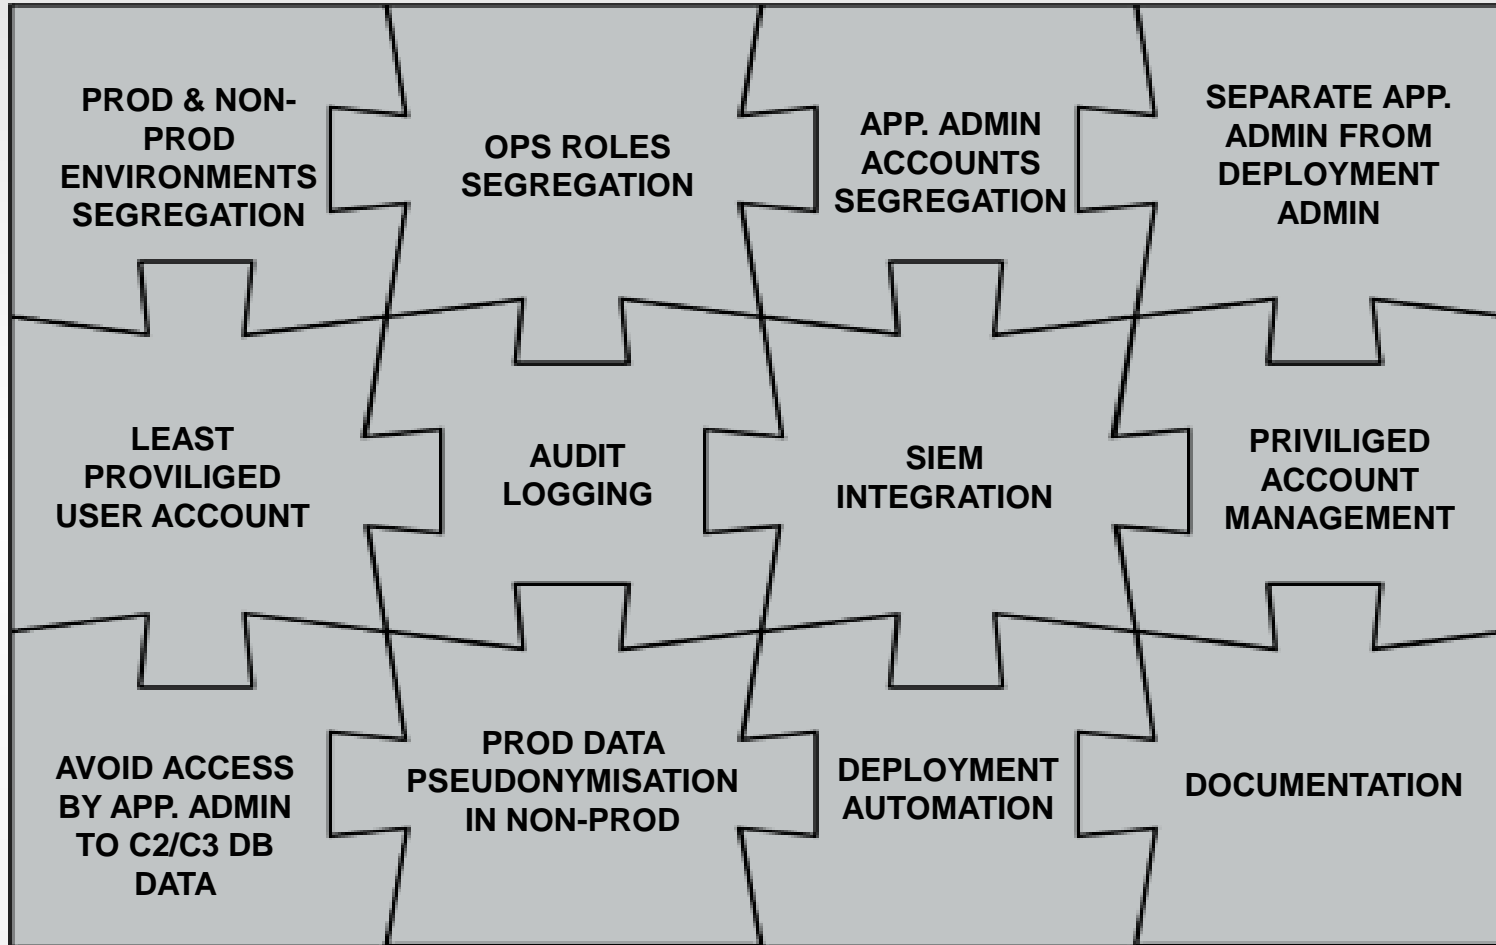 PROD & NON-
PROD
ENVIRONMENTS
SEGREGATION
OPS ROLES
SEGREGATION
APP. ADMIN
ACCOUNTS
SEGREGATION
SEPARATE APP.
ADMIN FROM
DEPLOYMENT
ADMIN
LEAST
PROVILIGED
USER ACCOUNT
AUDIT
LOGGING
SIEM
INTEGRATION
PRIVILIGED
ACCOUNT
MANAGEMENT
AVOID ACCESS
BY APP. ADMIN
TO C2/C3 DB
DATA
PROD DATA
PSEUDONYMISATION
IN NON-PROD
DEPLOYMENT
AUTOMATION
DOCUMENTATION